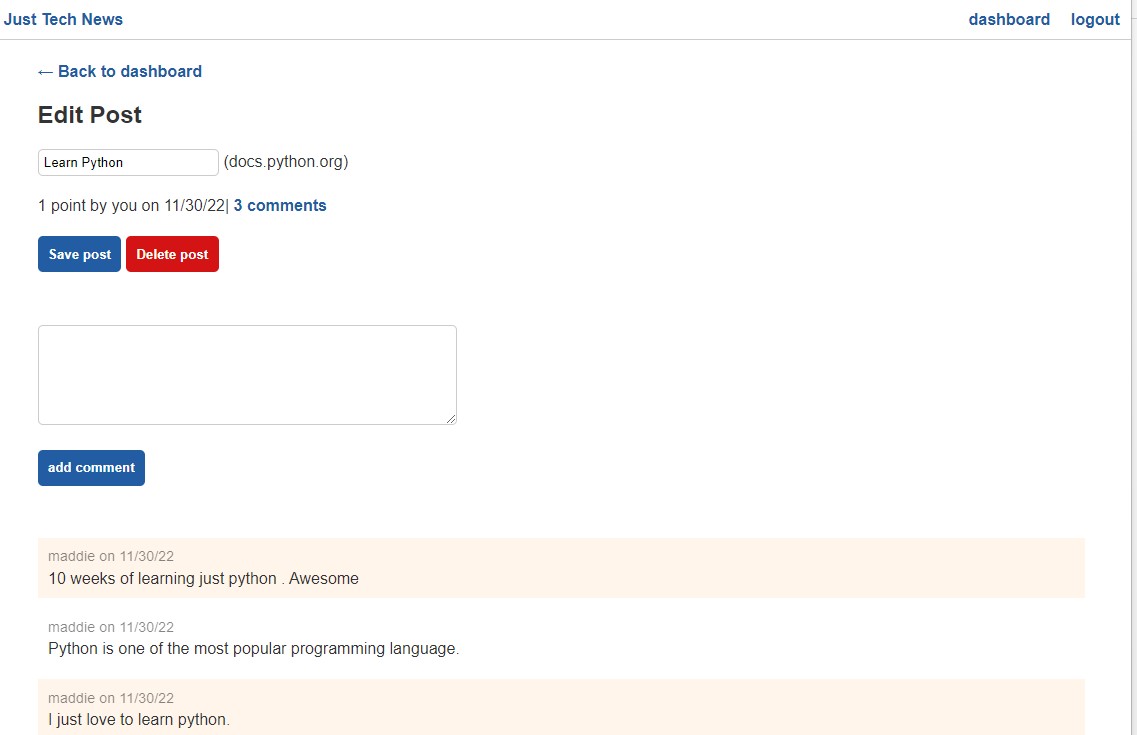 Just Tech News dashboard logout
← Back to dashboard
Edit Post
Learn Python (docs.python.org)
1 point by you on 11/30/22| 3 comments
Save post Delete post
add comment
maddie on 11/30/22
10 weeks of learning just python . Awesome
maddie on 11/30/22
Python is one of the most popular programming language.
maddie on 11/30/22
I just love to learn python.